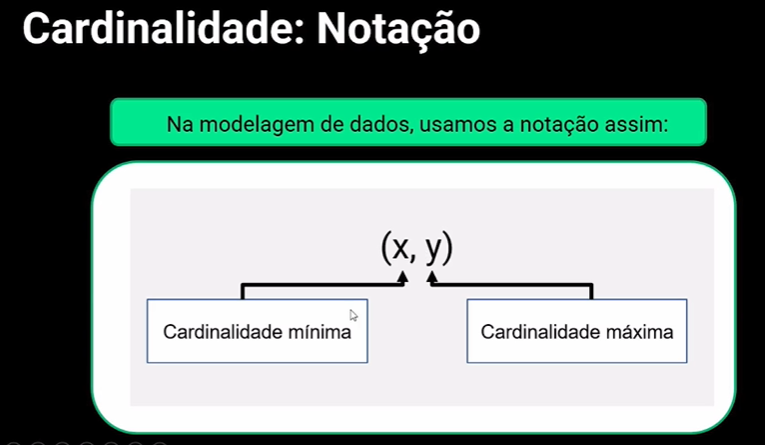 Cardinalidade: Notação
Na modelagem de dados, usamos a notação assim:
(x, y)
Cardinalidade mínima
Cardinalidade máxima